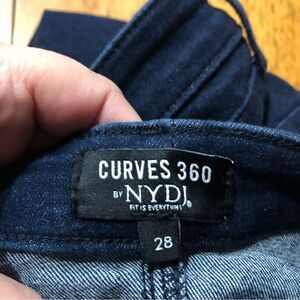 CURVES 360
BY NYDJ®
FIT IS EVERYTHING
28